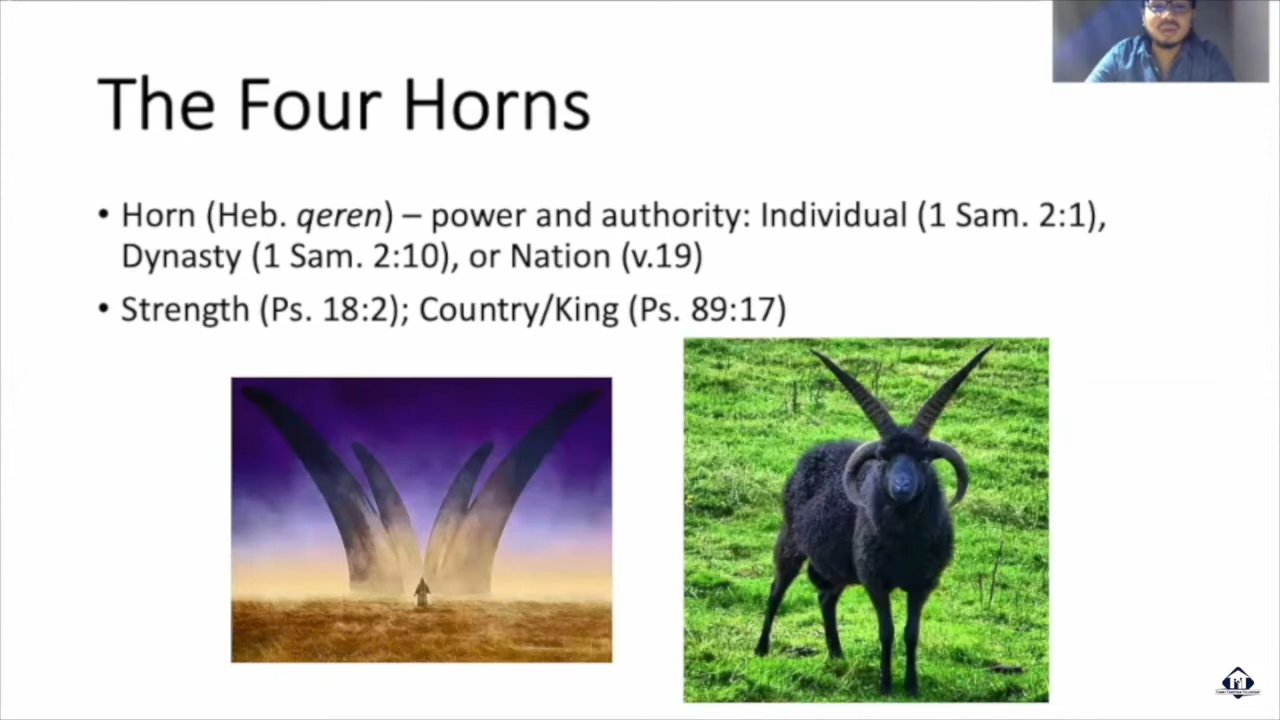 The Four Horns
• Horn (Heb. qeren) – power and authority: Individual (1 Sam. 2:1),
Dynasty (1 Sam. 2:10), or Nation (v.19)
• Strength (Ps. 18:2); Country/King (Ps. 89:17)